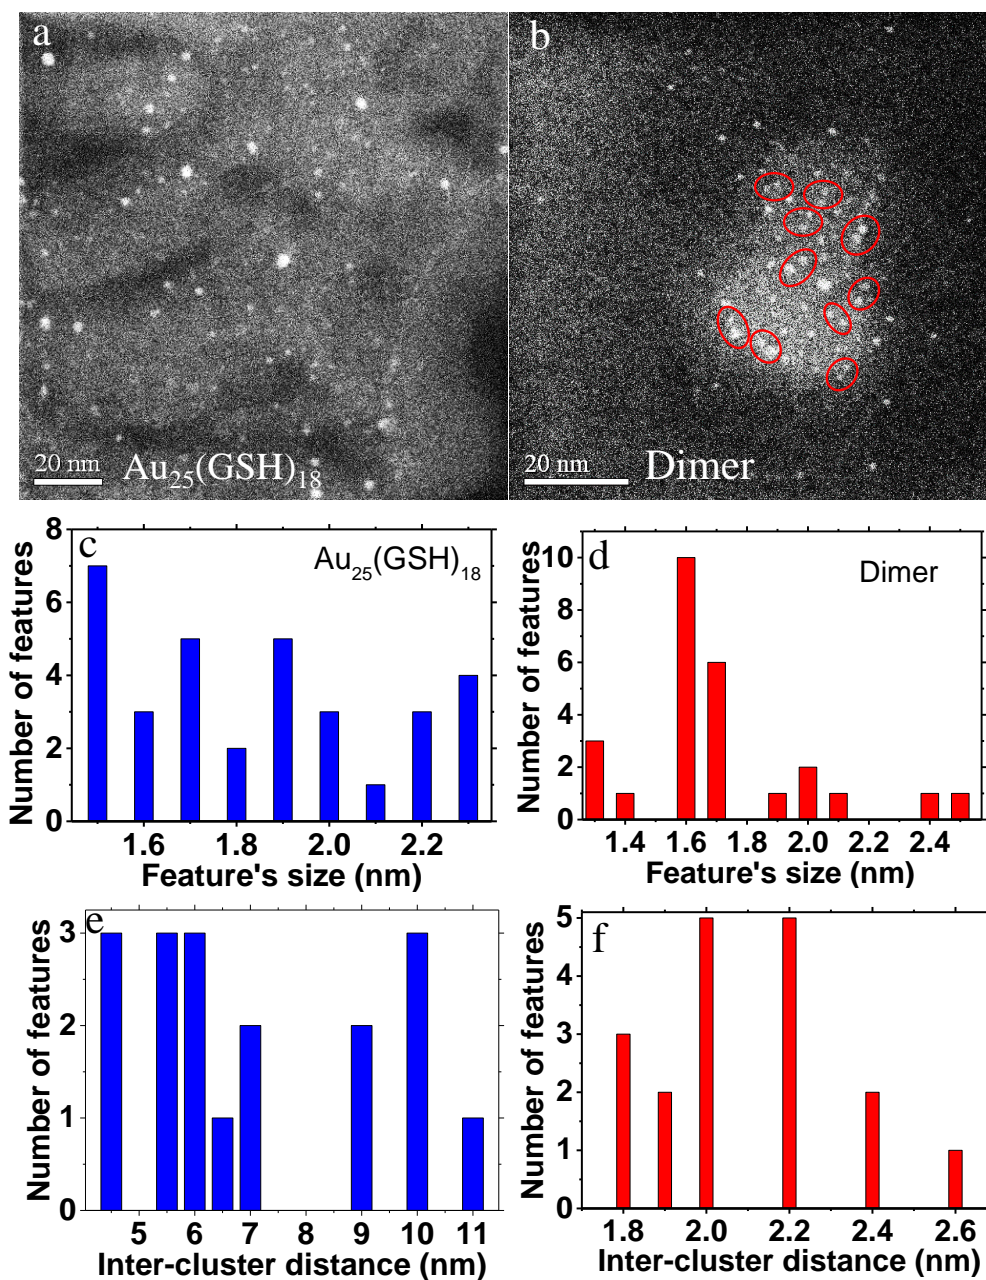 a
20 nm
Au25(GSH)18
b
20 nm
Dimer
c
Au25(GSH)18
Number of features
8
6
4
2
0
1.6 1.8 2.0 2.2
Feature's size (nm)
d
Dimer
Number of features
10
8
6
4
2
0
1.4 1.6 1.8 2.0 2.2 2.4
Feature's size (nm)
e
Number of features
3
2
1
0
5 6 7 8 9 10 11
Inter-cluster distance (nm)
f
Number of features
5
4
3
2
1
0
1.8 2.0 2.2 2.4 2.6
Inter-cluster distance (nm)